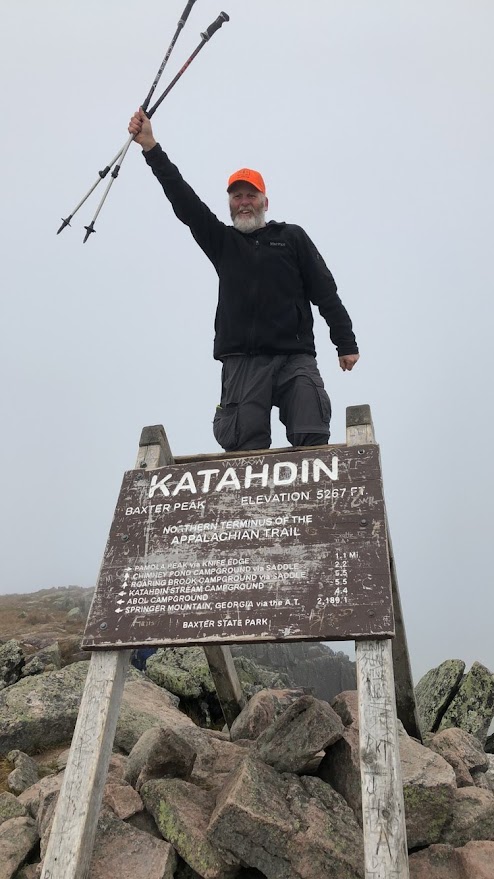 KATAHDIN
BAXTER PEAK ELEVATION 5267 FT
NORTHERN TERMINUS OF THE
APPALACHIAN TRAIL
PAMOLA PEAK via KNIFE EDGE 1.1 M
CHIMNEY POND CAMPGROUND via SADDLE 2.2
ROARING BROOK CAMPGROUND via SADDLE 5.5
KATAHDIN STREAM CAMPGROUND 5.5
ABOL CAMPGROUND 4.4
SPRINGER MOUNTAIN, GEORGIA via the A.T. 2,189.1
BAXTER STATE PARK